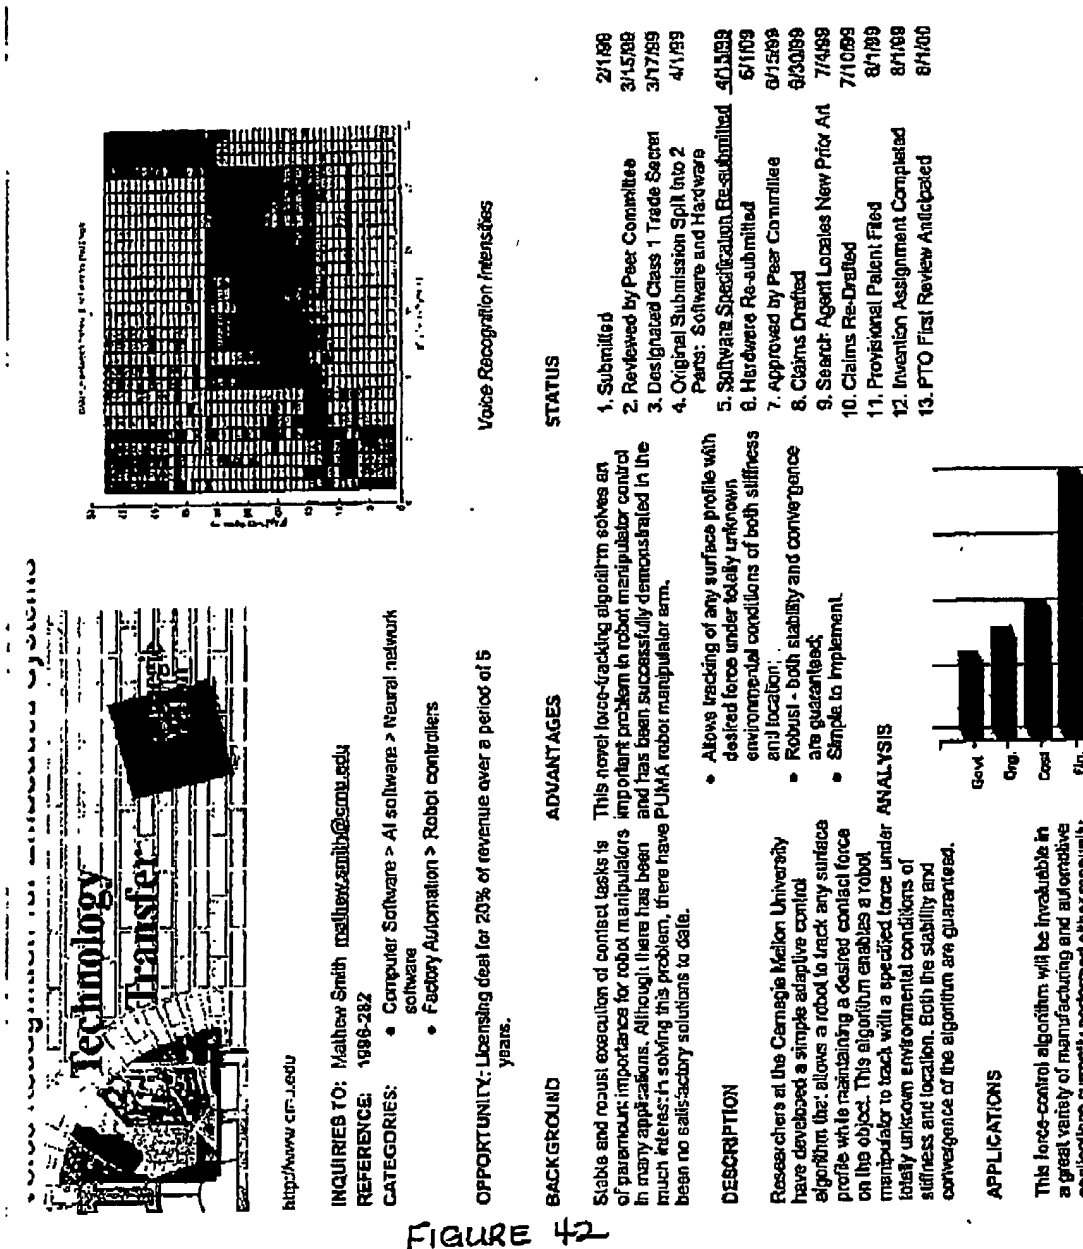 Technology
Transfer
http://www.cmu.edu
INQUIRIES TO: Mathew Smith mathew.smith@cmu.edu
REFERENCE: 1986-282
CATEGORIES:
• Computer Software > AI software > Neural network
software
• Factory Automation > Robot controllers
OPPORTUNITY: Licensing deal for 20% of revenue over a period of 5
years.
Voice Recognition Intensities
BACKGROUND
Stable and robust execution of contact tasks is
of paramount importance for robot manipulators
in many applications. Although there has been
much interest in solving this problem, there have
been no satisfactory solutions to date.
DESCRIPTION
Researchers at the Carnegie Mellon University
have developed a simple adaptive control
algorithm that allows a robot to track any surface
profile while maintaining a desired contact force
on the object. This algorithm enables a robot
manipulator to track with a specified force under
totally unknown environmental conditions of
stiffness and location. Both the stability and
convergence of the algorithm are guaranteed.
APPLICATIONS
This force-control algorithm will be invaluable in
a great variety of manufacturing and automotive
ADVANTAGES
This novel force-tracking algorithm solves an
important problem in robot manipulator control
and has been successfully demonstrated in the
PUMA robot manipulator arm.
• Allows tracking of any surface profile with
desired force under totally unknown
environmental conditions of both stiffness
and location;
• Robust - both stability and convergence
are guaranteed;
• Simple to implement.
ANALYSIS
Govt
Org.
Cost
Fin.
STATUS
1. Submitted 2/1/99
2. Reviewed by Peer Committee 3/15/99
3. Designated Class 1 Trade Secret 3/17/99
4. Original Submission Split Into 2 4/1/99
Parts: Software and Hardware
5. Software Specification Re-submitted 4/15/99
6. Hardware Re-submitted 5/1/09
7. Approved by Peer Committee 6/15/99
8. Claims Drafted 6/30/99
9. Search Agent Locates New Prior Art 7/4/99
10. Claims Re-Drafted 7/10/99
11. Provisional Patent Filed 8/1/99
12. Invention Assignment Completed 8/1/99
13. PTO First Review Anticipated 8/1/00
FIGURE 42